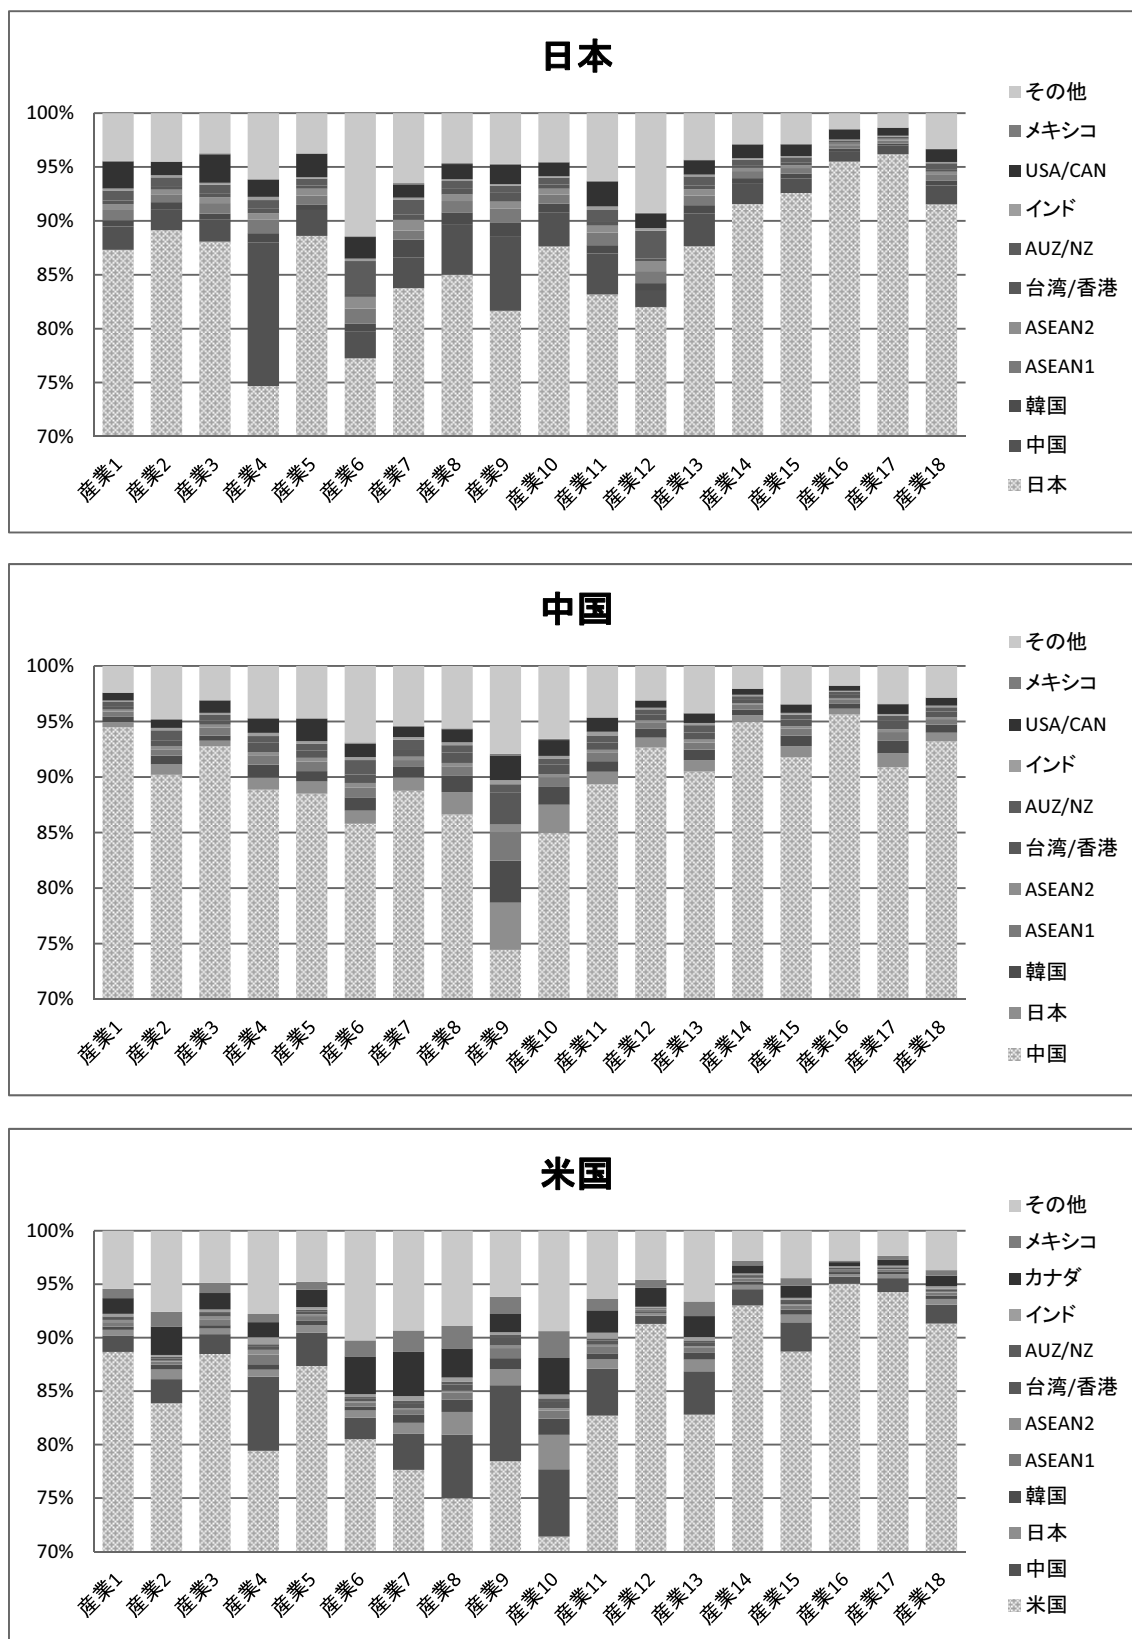 日本
100%
95%
90%
85%
80%
75%
70%
産業1
産業2
産業3
産業4
産業5
産業6
産業7
産業8
産業9
産業10
産業11
産業12
産業13
産業14
産業15
産業16
産業17
産業18
その他
メキシコ
USA/CAN
インド
AUZ/NZ
台湾/香港
ASEAN2
ASEAN1
韓国
中国
日本
中国
100%
95%
90%
85%
80%
75%
70%
産業1
産業2
産業3
産業4
産業5
産業6
産業7
産業8
産業9
産業10
産業11
産業12
産業13
産業14
産業15
産業16
産業17
産業18
その他
メキシコ
USA/CAN
インド
AUZ/NZ
台湾/香港
ASEAN2
ASEAN1
韓国
日本
中国
米国
100%
95%
90%
85%
80%
75%
70%
産業1
産業2
産業3
産業4
産業5
産業6
産業7
産業8
産業9
産業10
産業11
産業12
産業13
産業14
産業15
産業16
産業17
産業18
その他
メキシコ
カナダ
インド
AUZ/NZ
台湾/香港
ASEAN2
ASEAN1
韓国
日本
中国
米国